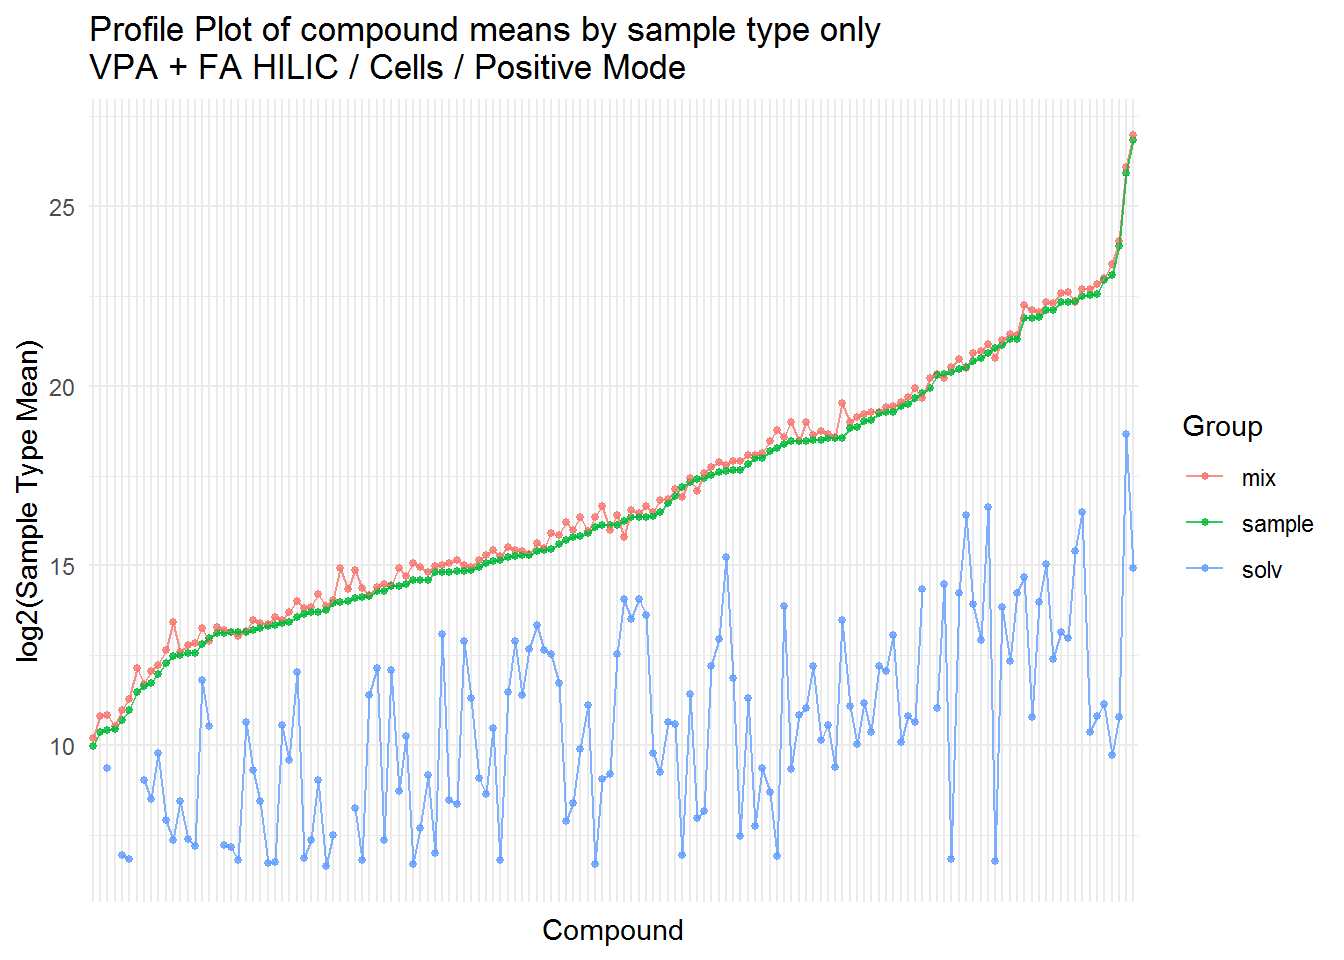 Profile Plot of compound means by sample type only
VPA + FA HILIC / Cells / Positive Mode
log2(Sample Type Mean)
25
20
15
10
Compound
Group
mix
sample
solv